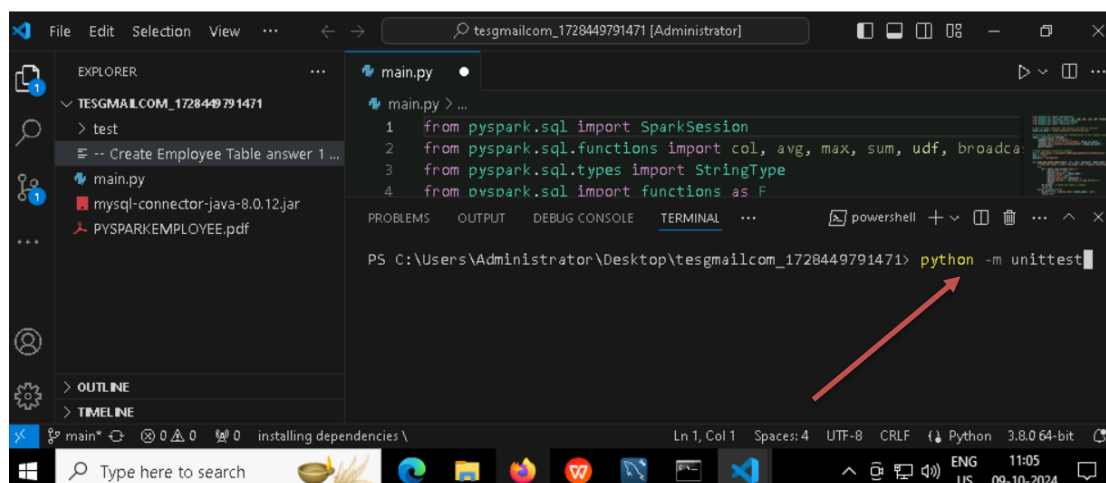 File Edit Selection View ... tesgmailcom_1728449791471 [Administrator]
EXPLORER ...
TESGMAILCOM_1728449791471
test
-- Create Employee Table answer 1 ...
main.py
mysql-connector-java-8.0.12.jar
PYSPARKEMPLOYEE.pdf
OUTLINE
TIMELINE
main.py
main.py > ...
1 from pyspark.sql import SparkSession
2 from pyspark.sql.functions import col, avg, max, sum, udf, broadca
3 from pyspark.sql.types import StringType
4 from pyspark.sql import functions as F
PROBLEMS OUTPUT DEBUG CONSOLE TERMINAL ... powershell
PS C:\Users\Administrator\Desktop\tesgmailcom_1728449791471> python -m unittest
main* 0 0 0 installing dependencies \ Ln 1, Col 1 Spaces: 4 UTF-8 CRLF Python 3.8.0 64-bit
Type here to search ENG 11:05
US 09-10-2024